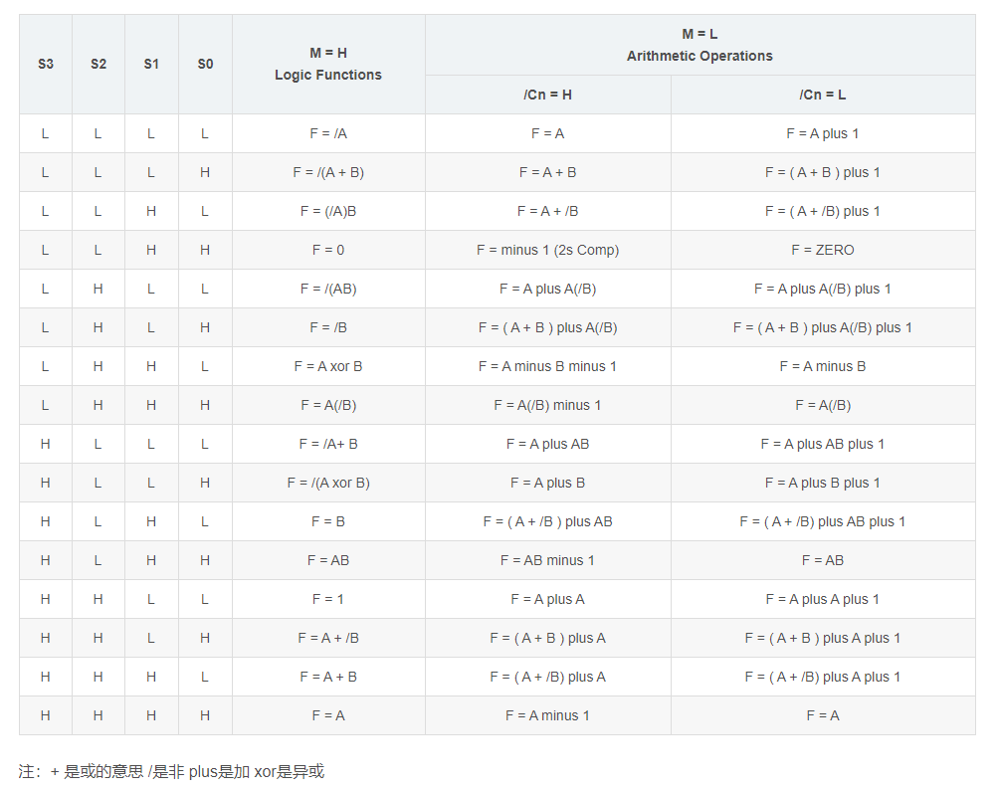 S3 S2 S1 S0 M = H Logic Functions M = L Arithmetic Operations
/Cn = H /Cn = L
L L L L F = /A F = A F = A plus 1
L L L H F = /(A + B) F = A + B F = ( A + B ) plus 1
L L H L F = (/A)B F = A + /B F = ( A + /B) plus 1
L L H H F = 0 F = minus 1 (2s Comp) F = ZERO
L H L L F = /(AB) F = A plus A(/B) F = A plus A(/B) plus 1
L H L H F = /B F = ( A + B ) plus A(/B) F = ( A + B ) plus A(/B) plus 1
L H H L F = A xor B F = A minus B minus 1 F = A minus B
L H H H F = A(/B) F = A(/B) minus 1 F = A(/B)
H L L L F = /A+ B F = A plus AB F = A plus AB plus 1
H L L H F = /(A xor B) F = A plus B F = A plus B plus 1
H L H L F = B F = ( A + /B ) plus AB F = ( A + /B) plus AB plus 1
H L H H F = AB F = AB minus 1 F = AB
H H L L F = 1 F = A plus A F = A plus A plus 1
H H L H F = A + /B F = ( A + B ) plus A F = ( A + B ) plus A plus 1
H H H L F = A + B F = ( A + /B) plus A F = ( A + /B) plus A plus 1
H H H H F = A F = A minus 1 F = A
注：+ 是或的意思 /是非 plus是加 xor是异或